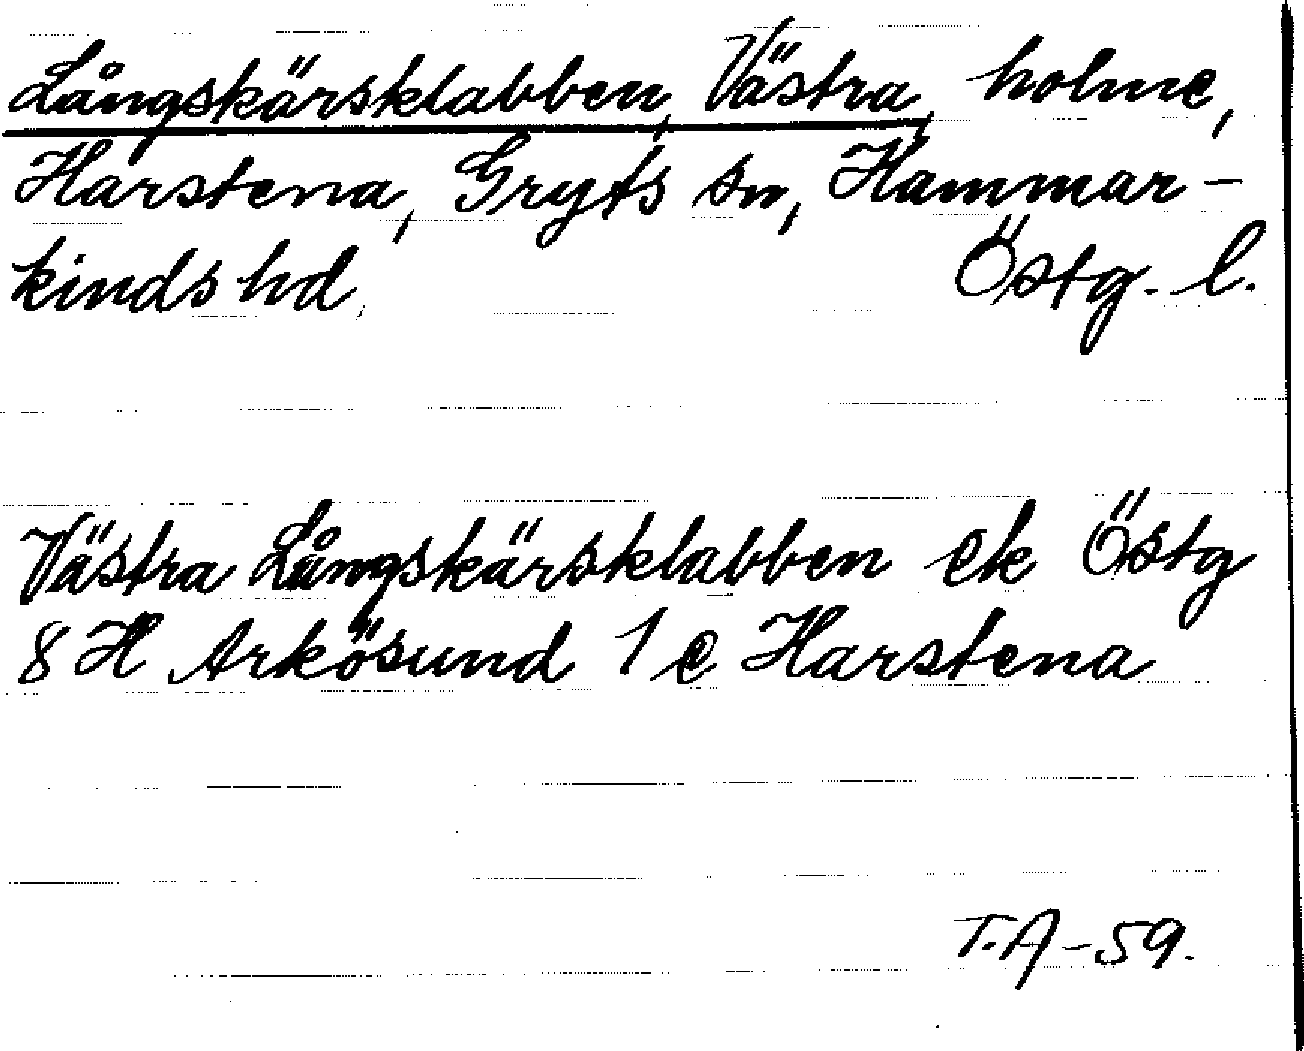 Långskärsklabben, Västra, holme,
Harstena, Gryts sn, Hammar-
kinds hd. Östg. l.
Västra Långskärsklabben ek Östg
8 H Arkösund 1 e Harstena
T.A-59.